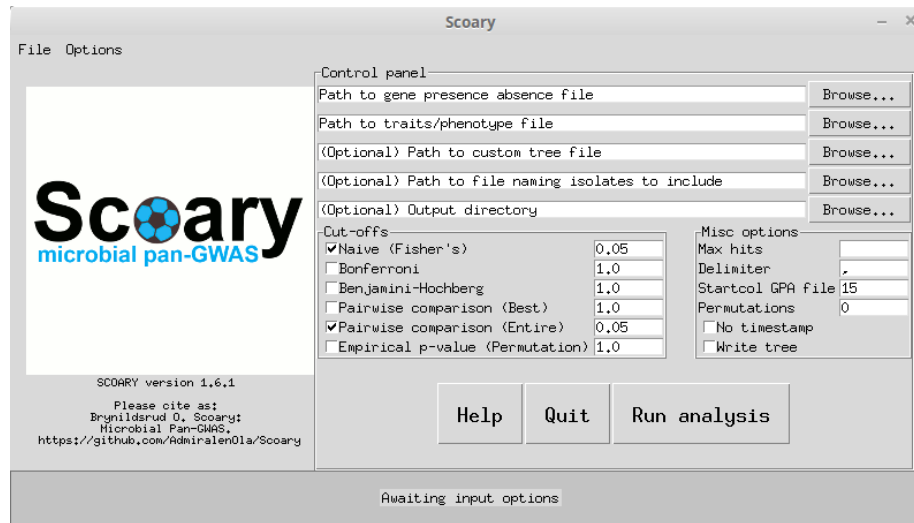 Scoary
File Options
Control panel
Path to gene presence absence file Browse...
Path to traits/phenotype file Browse...
(Optional) Path to custom tree file Browse...
(Optional) Path to file naming isolates to include Browse...
(Optional) Output directory Browse...
Scoary
microbial pan-GWAS
SCOARY version 1.6.1
Please cite as:
Brynildsrud O. Scoary:
Microbial Pan-GWAS.
https://github.com/AdmiralenOla/Scoary
Cut-offs
Naive (Fisher's) 0.05
Bonferroni 1.0
Benjamini-Hochberg 1.0
Pairwise comparison (Best) 1.0
Pairwise comparison (Entire) 0.05
Empirical p-value (Permutation) 1.0
Misc options
Max hits
Delimiter ,
Startcol GPA file 15
Permutations 0
No timestamp
Write tree
Help Quit Run analysis
Awaiting input options